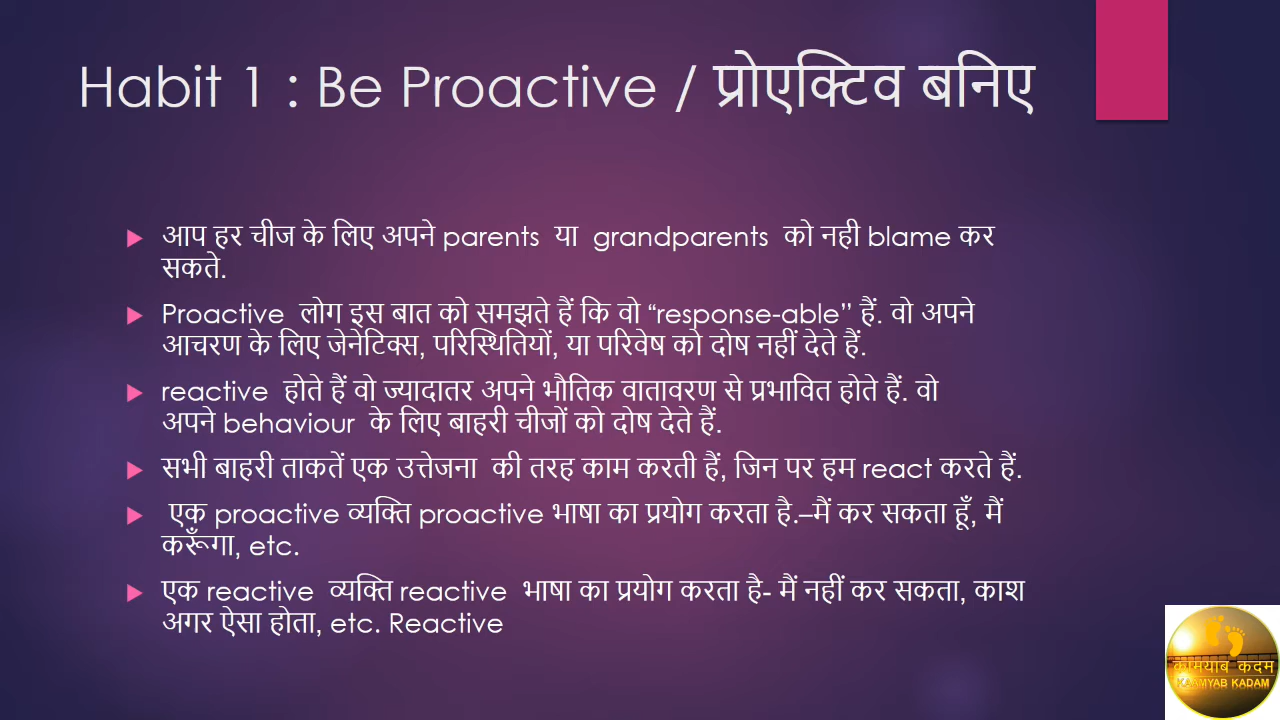 Habit 1 : Be Proactive / प्रोएक्टिव बनिए
आप हर चीज के लिए अपने parents या grandparents को नही blame कर
सकते.
Proactive लोग इस बात को समझते हैं कि वो “response-able” हैं. वो अपने
आचरण के लिए जेनेटिक्स, परिस्थितियों, या परिवेष को दोष नहीं देते हैं.
reactive होते हैं वो ज्यादातर अपने भौतिक वातावरण से प्रभावित होते हैं. वो
अपने behaviour के लिए बाहरी चीजों को दोष देते हैं.
सभी बाहरी ताकतें एक उत्तेजना की तरह काम करती हैं, जिन पर हम react करते हैं.
एक proactive व्यक्ति proactive भाषा का प्रयोग करता है.–मैं कर सकता हूँ, मैं
करूँगा, etc.
एक reactive व्यक्ति reactive भाषा का प्रयोग करता है- मैं नहीं कर सकता, काश
अगर ऐसा होता, etc. Reactive
कामयाब कदम
KAAMYAB KADAM